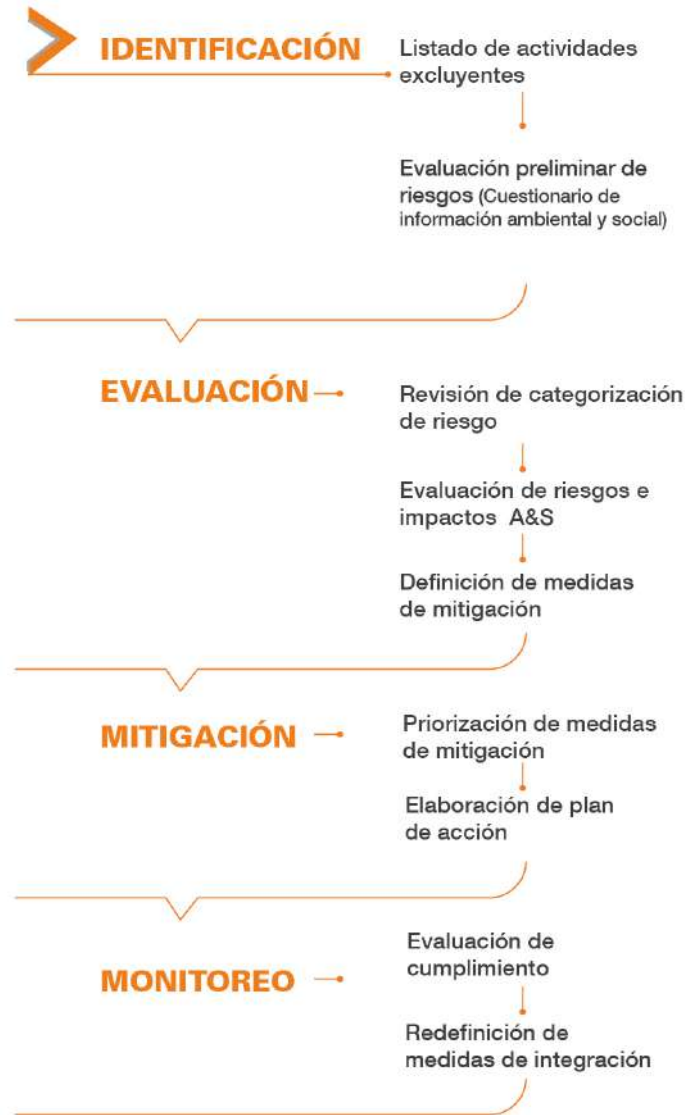 IDENTIFICACIÓN
Listado de actividades
excluyentes
Evaluación preliminar de
riesgos (Cuestionario de
información ambiental y social)
EVALUACIÓN
Revisión de categorización
de riesgo
Evaluación de riesgos e
impactos A&S
Definición de medidas
de mitigación
MITIGACIÓN
Priorización de medidas
de mitigación
Elaboración de plan
de acción
MONITOREO
Evaluación de
cumplimiento
Redefinición de
medidas de integración